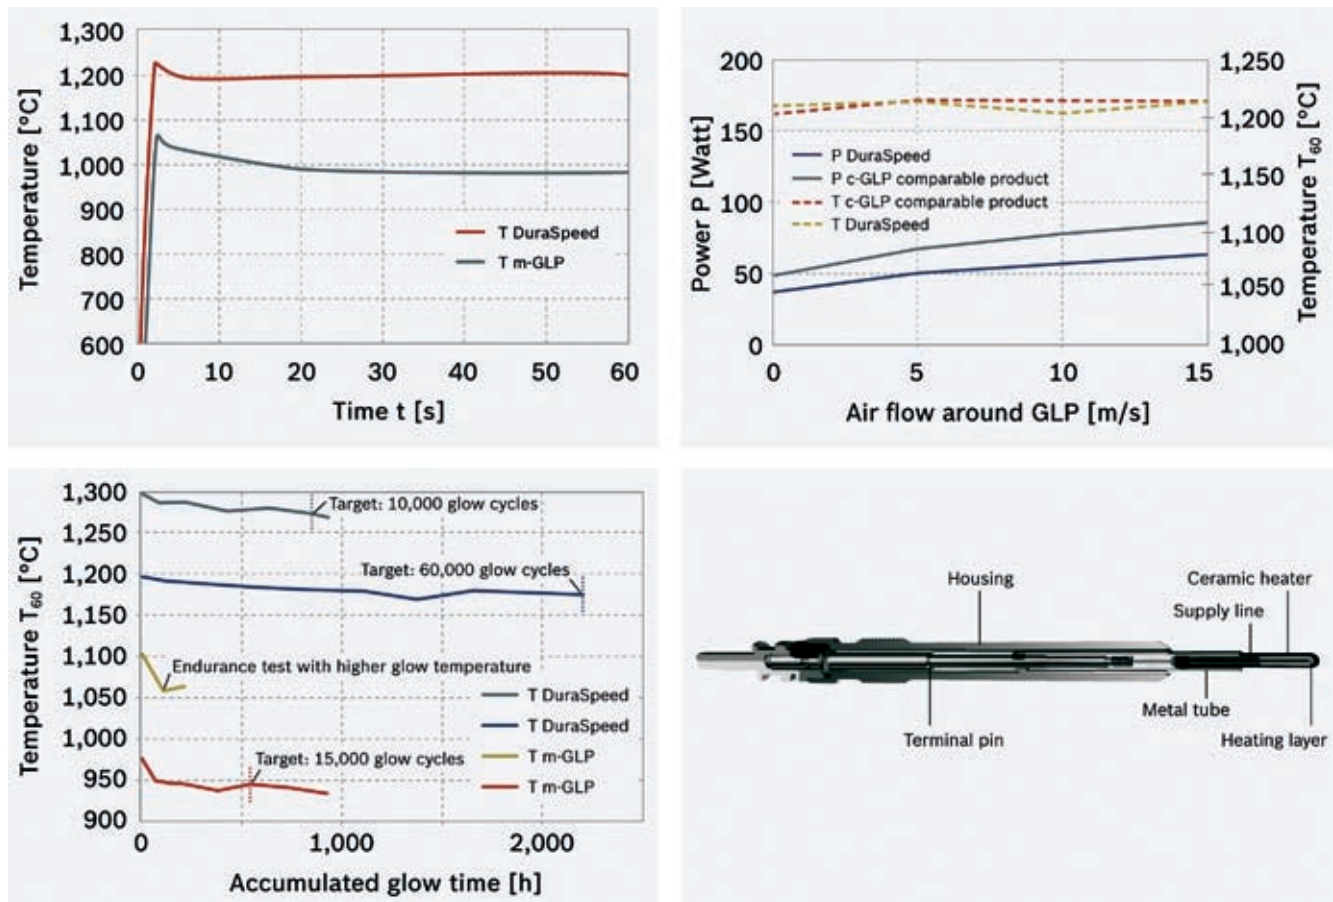 1,300
1,200
1,100
1,000
900
800
700
600
Temperature [°C]
T DuraSpeed
T m-GLP
0 10 20 30 40 50 60
Time t [s]
200
150
100
50
0
Power P [Watt]
P DuraSpeed
P c-GLP comparable product
T c-GLP comparable product
T DuraSpeed
1,250
1,200
1,150
1,100
1,050
1,000
Temperature T60 [°C]
0 5 10 15
Air flow around GLP [m/s]
1,300
1,250
1,200
1,150
1,100
1,050
1,000
950
900
Temperature T60 [°C]
Target: 10,000 glow cycles
Target: 60,000 glow cycles
Endurance test with higher glow temperature
T DuraSpeed
T DuraSpeed
T m-GLP
T m-GLP
Target: 15,000 glow cycles
0 1,000 2,000
Accumulated glow time [h]
Housing
Ceramic heater
Supply line
Metal tube
Terminal pin
Heating layer